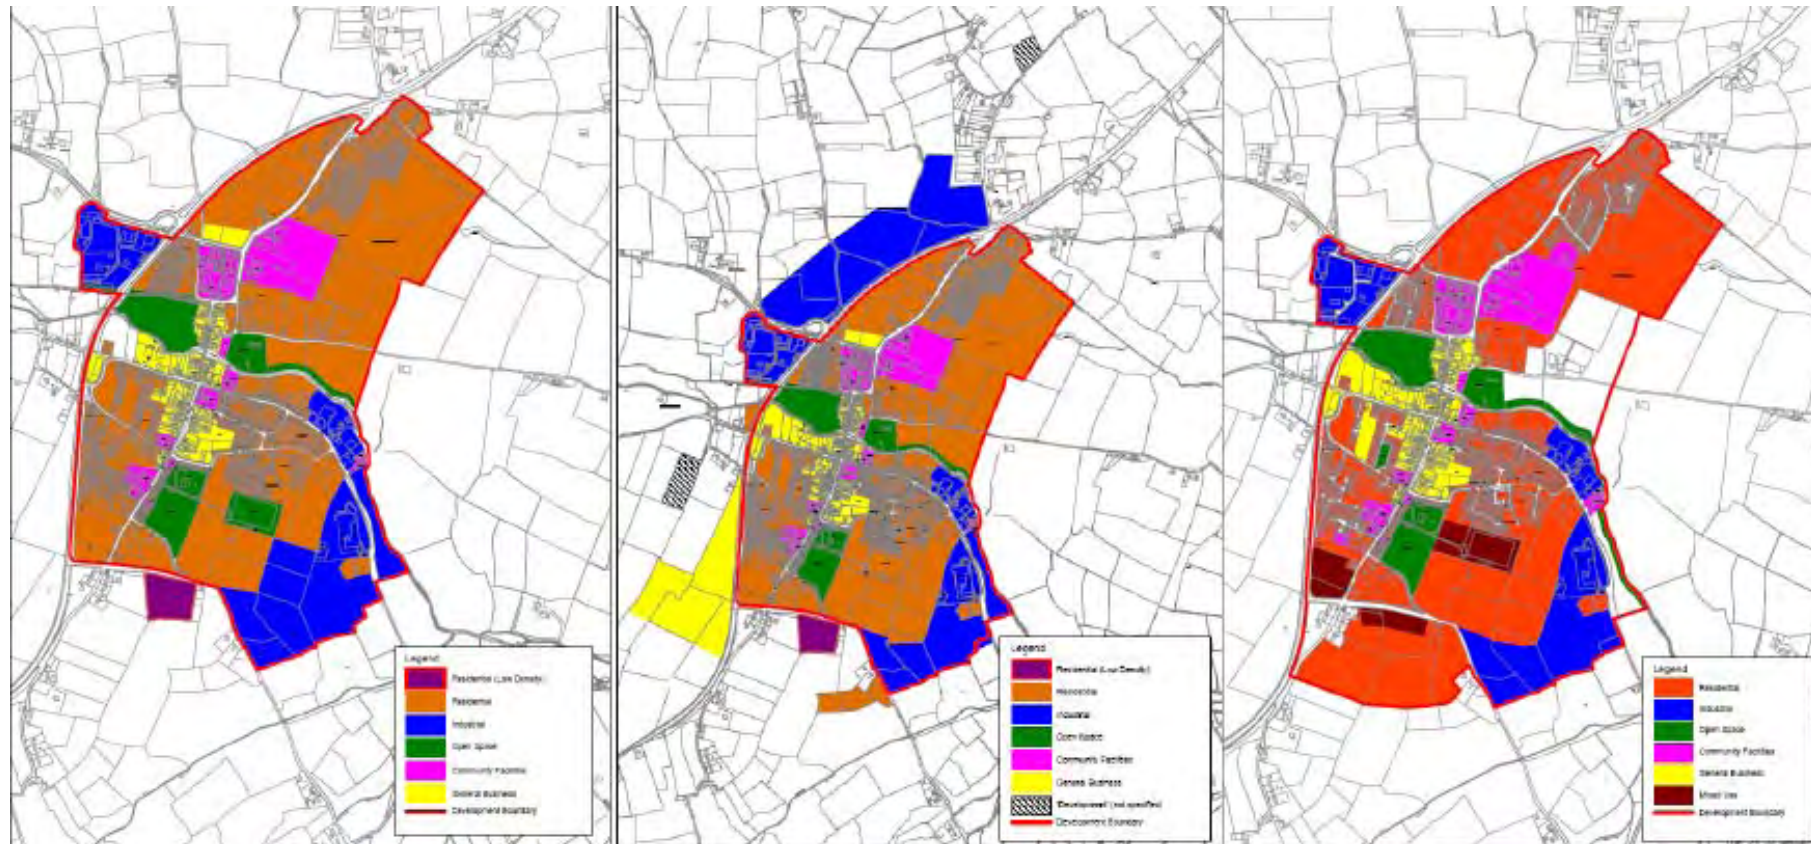 Legend
Residential (Low Density)
Residential
Industrial
Open Space
Community Facilities
General Business
Development Boundary
Legend
Residential (Low Density)
Residential
Industrial
Open Space
Community Facilities
General Business
'Development' (not specified)
Development Boundary
Legend
Residential
Industrial
Open Space
Community Facilities
General Business
Mixed Use
Development Boundary